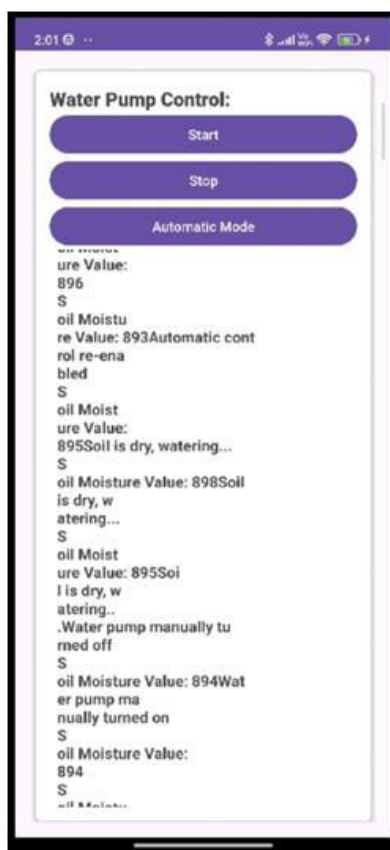 2:01
Water Pump Control:
Start
Stop
Automatic Mode
ure Value:
896
S
oil Moistu
re Value: 893Automatic cont
rol re-ena
bled
S
oil Moist
ure Value:
895Soil is dry, watering...
S
oil Moisture Value: 898Soil
is dry, w
atering...
S
oil Moist
ure Value: 895Soi
l is dry, w
atering..
.Water pump manually tu
rned off
S
oil Moisture Value: 894Wat
er pump ma
nually turned on
S
oil Moisture Value:
894
S